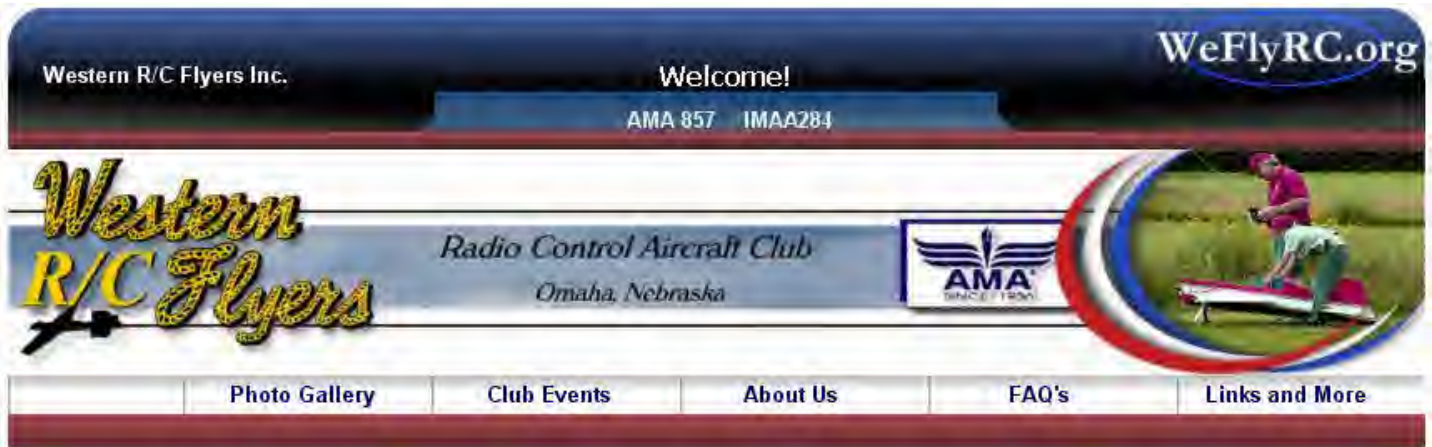 WeFlyRC.org
Western R/C Flyers Inc.
Welcome!
AMA 857 IMAA284
Western
R/C Flyers
Radio Control Aircraft Club
Omaha, Nebraska
AMA
Photo Gallery
Club Events
About Us
FAQ's
Links and More